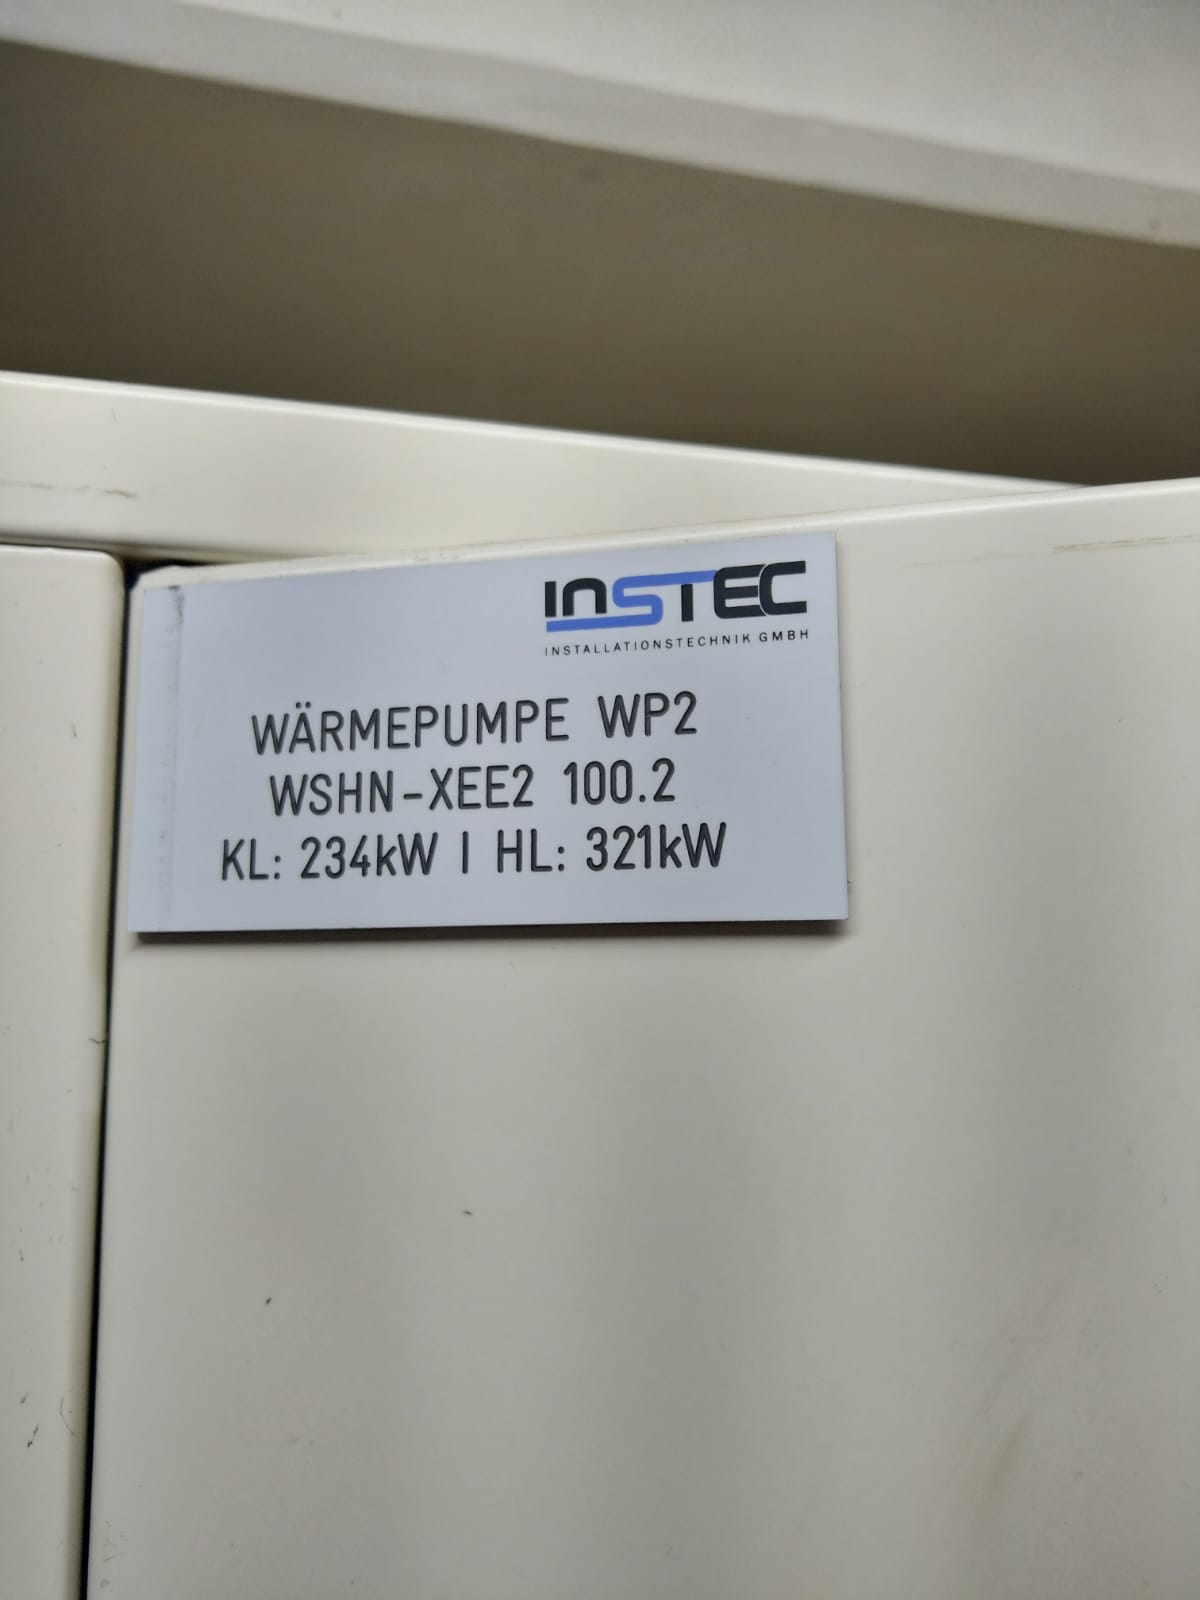 INSTEC
INSTALLATIONSTECHNIK GMBH
WÄRMEPUMPE WP2
WSHN-XEE2 100.2
KL: 234kW | HL: 321kW